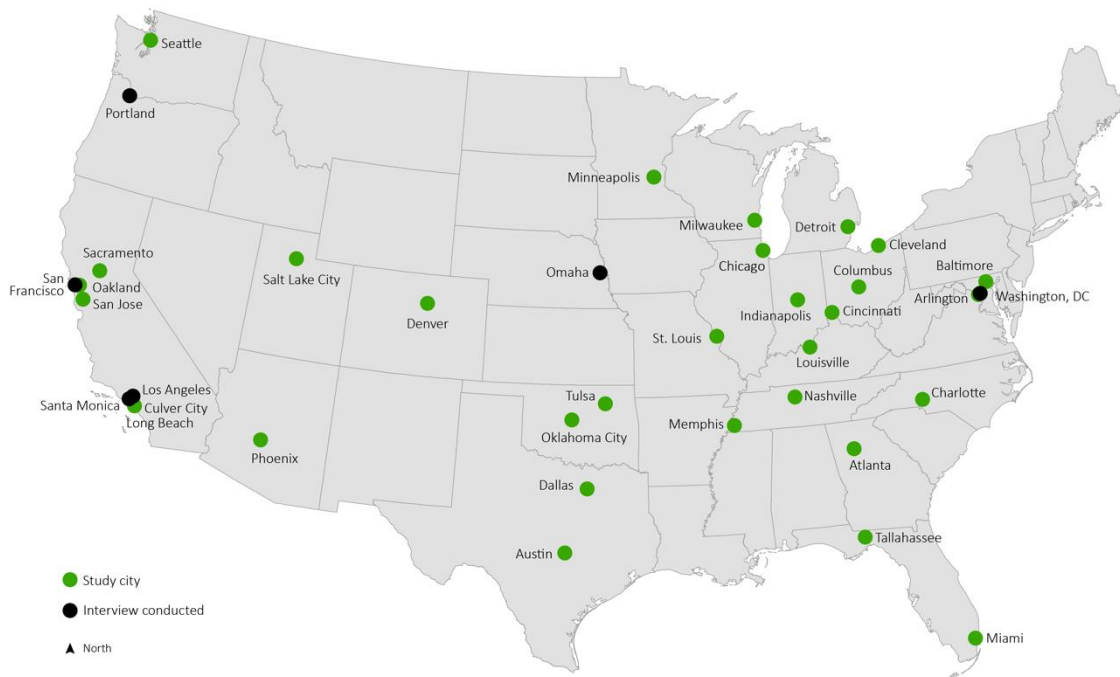 Seattle
Portland
Minneapolis
Milwaukee
Detroit
Cleveland
Sacramento
San
Francisco
Oakland
San Jose
Salt Lake City
Omaha
Chicago
Columbus
Baltimore
Arlington
Washington, DC
Denver
Indianapolis
Cincinnati
St. Louis
Louisville
Los Angeles
Santa Monica
Culver City
Long Beach
Tulsa
Nashville
Charlotte
Oklahoma City
Memphis
Phoenix
Atlanta
Dallas
Tallahassee
Austin
Study city
Interview conducted
North
Miami